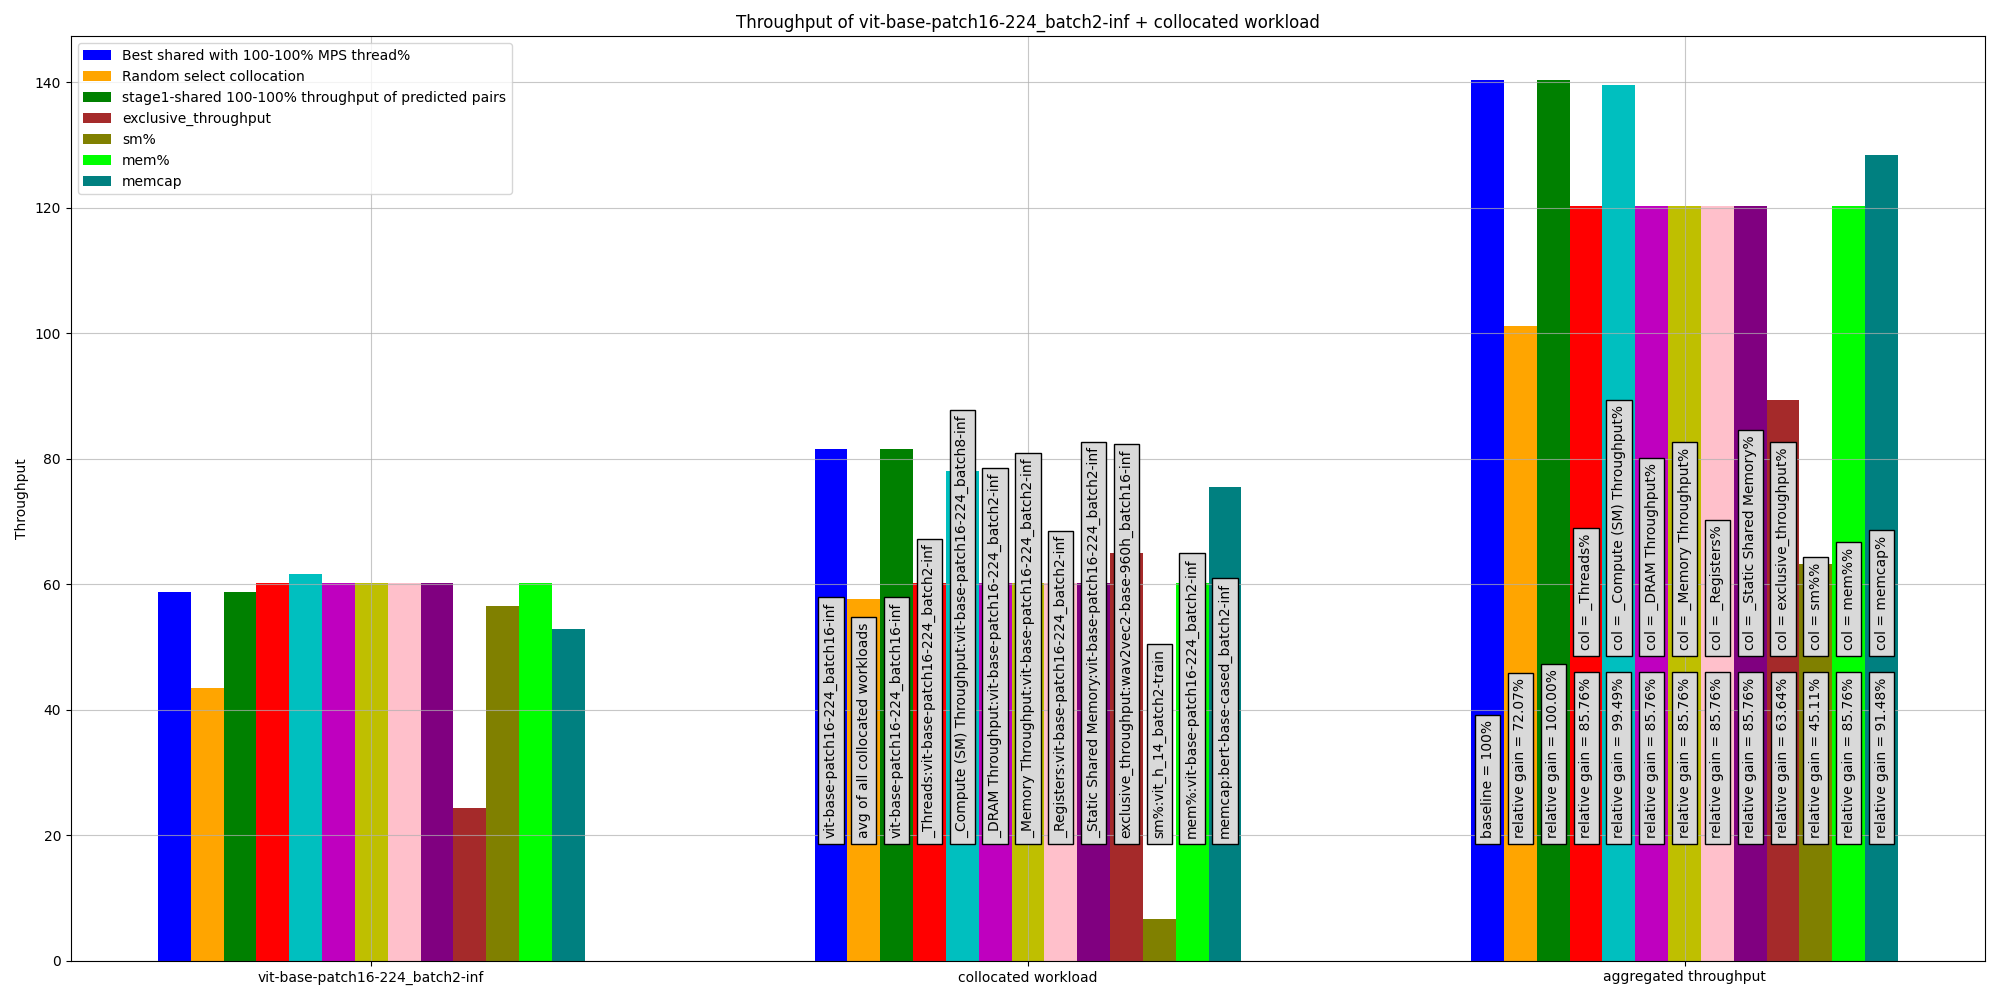 Throughput of vit-base-patch16-224_batch2-inf + collocated workload
Best shared with 100-100% MPS thread%
Random select collocation
stage1-shared 100-100% throughput of predicted pairs
exclusive_throughput
sm%
mem%
memcap
Throughput
140
120
100
80
60
40
20
0
vit-base-patch16-224_batch16-inf
avg of all collocated workloads
vit-base-patch16-224_batch16-inf
_Threads:vit-base-patch16-224_batch2-inf
_Compute (SM) Throughput:vit-base-patch16-224_batch8-inf
_DRAM Throughput:vit-base-patch16-224_batch2-inf
_Memory Throughput:vit-base-patch16-224_batch2-inf
_Registers:vit-base-patch16-224_batch2-inf
_Static Shared Memory:vit-base-patch16-224_batch2-inf
exclusive_throughput:wav2vec2-base-960h_batch16-inf
sm%:vit_h_14_batch2-train
mem%:vit-base-patch16-224_batch2-inf
memcap:bert-base-cased_batch2-inf
col = _Threads%
col = _Compute (SM) Throughput%
col = _DRAM Throughput%
col = _Memory Throughput%
col = _Registers%
col = _Static Shared Memory%
col = exclusive_throughput%
col = sm%%
col = mem%%
col = memcap%
baseline = 100%
relative gain = 72.07%
relative gain = 100.00%
relative gain = 85.76%
relative gain = 99.49%
relative gain = 85.76%
relative gain = 85.76%
relative gain = 85.76%
relative gain = 85.76%
relative gain = 63.64%
relative gain = 45.11%
relative gain = 85.76%
relative gain = 91.48%
vit-base-patch16-224_batch2-inf
collocated workload
aggregated throughput